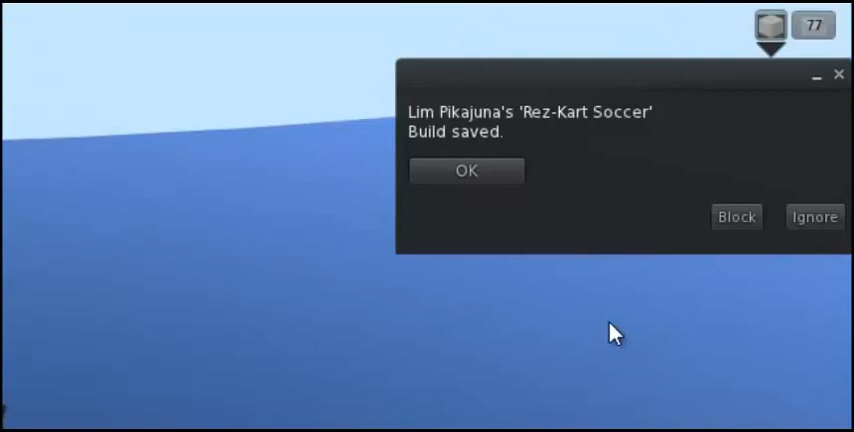 77
Lim Pikajuna's 'Rez-Kart Soccer'
Build saved.
OK
Block
Ignore